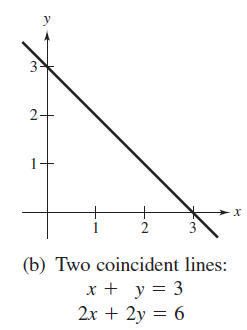 y
3
2
1
1 2 3 x
(b) Two coincident lines:
x + y = 3
2x + 2y = 6